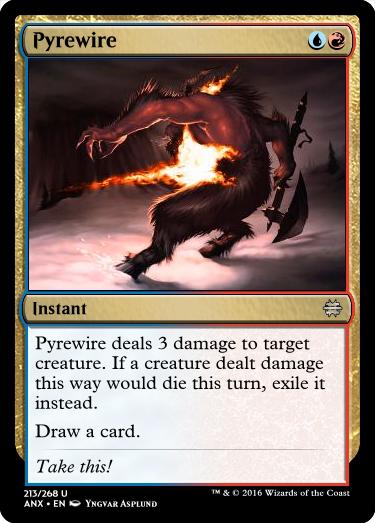 Pyrewire
Instant
Pyrewire deals 3 damage to target
creature. If a creature dealt damage
this way would die this turn, exile it
instead.
Draw a card.
Take this!
213/268 U
ANX • EN Yngvar Asplund
™ & © 2016 Wizards of the Coast